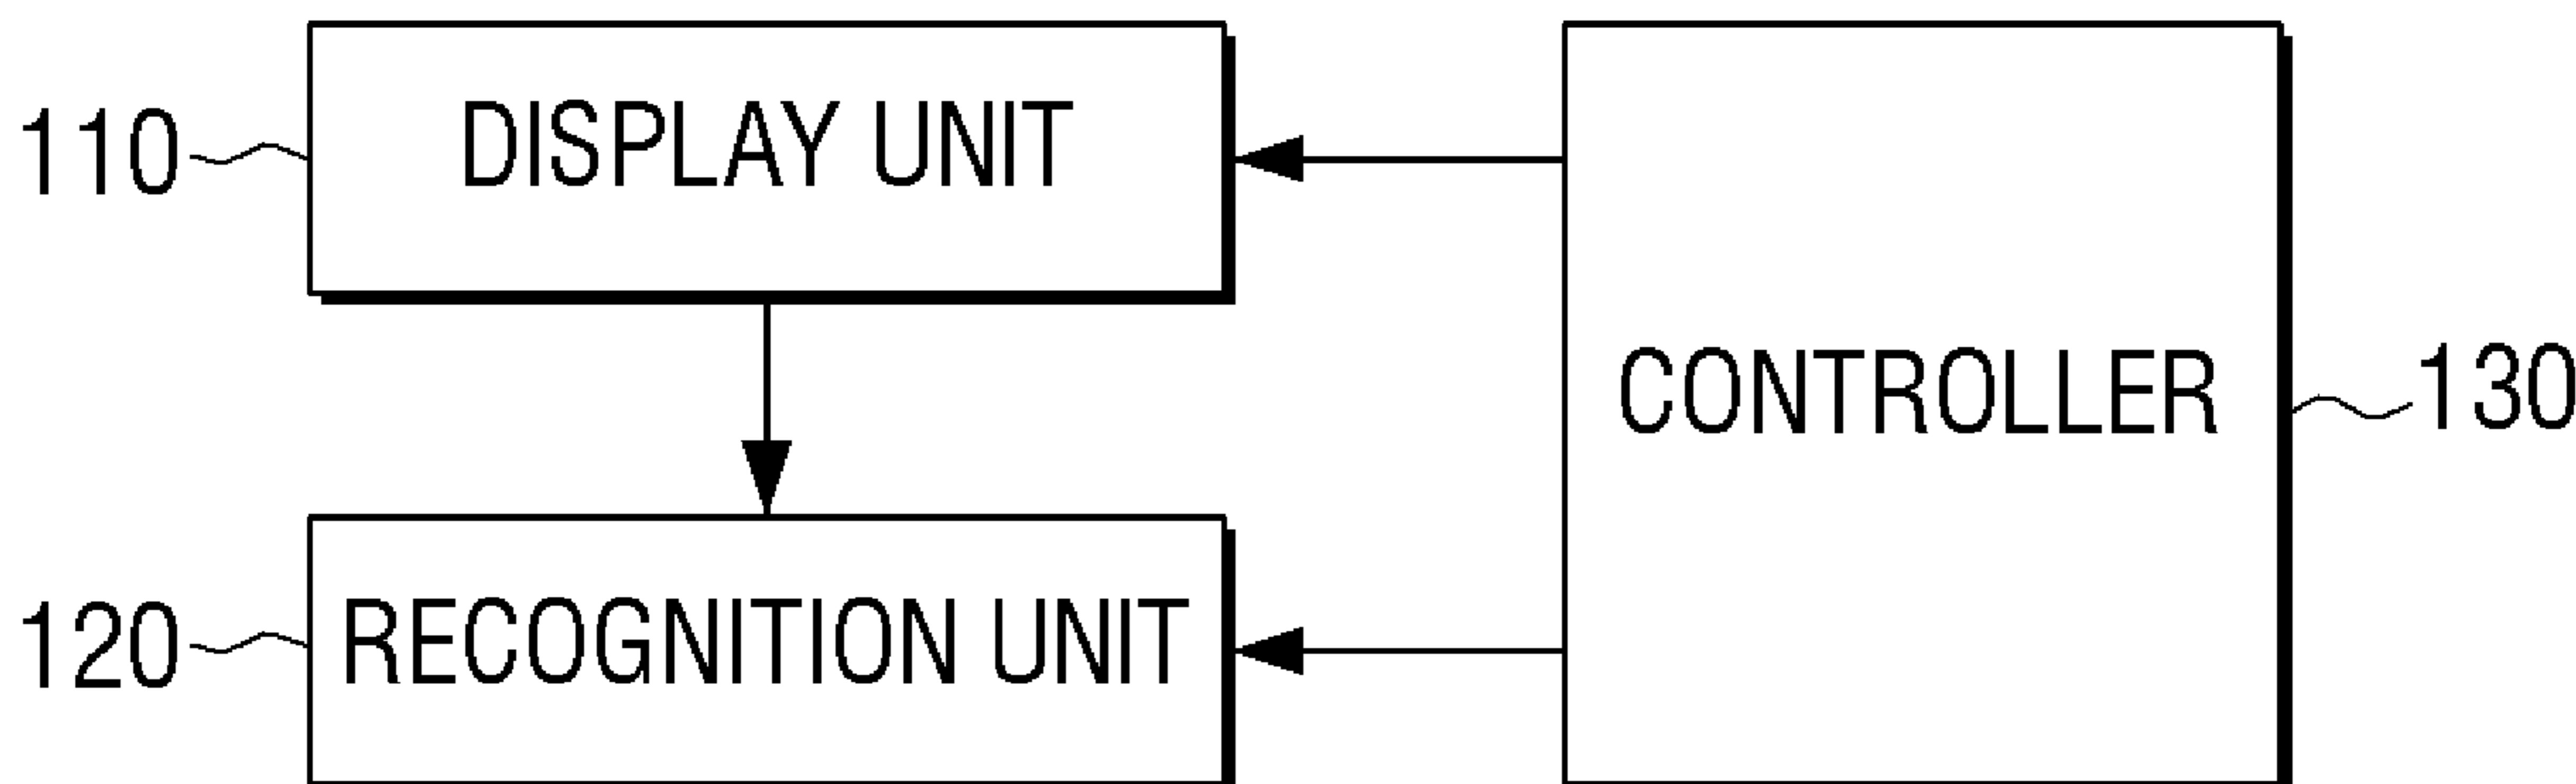 110
DISPLAY UNIT
CONTROLLER
130
120
RECOGNITION UNIT